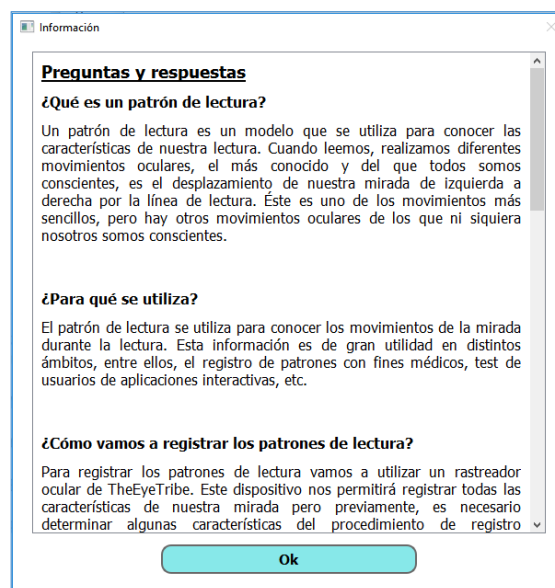 Información
Preguntas y respuestas
¿Qué es un patrón de lectura?
Un patrón de lectura es un modelo que se utiliza para conocer las
características de nuestra lectura. Cuando leemos, realizamos diferentes
movimientos oculares, el más conocido y del que todos somos
conscientes, es el desplazamiento de nuestra mirada de izquierda a
derecha por la línea de lectura. Éste es uno de los movimientos más
sencillos, pero hay otros movimientos oculares de los que ni siquiera
nosotros somos conscientes.
¿Para qué se utiliza?
El patrón de lectura se utiliza para conocer los movimientos de la mirada
durante la lectura. Esta información es de gran utilidad en distintos
ámbitos, entre ellos, el registro de patrones con fines médicos, test de
usuarios de aplicaciones interactivas, etc.
¿Cómo vamos a registrar los patrones de lectura?
Para registrar los patrones de lectura vamos a utilizar un rastreador
ocular de TheEyeTribe. Este dispositivo nos permitirá registrar todas las
características de nuestra mirada pero previamente, es necesario
determinar algunas características del procedimiento de registro
Ok